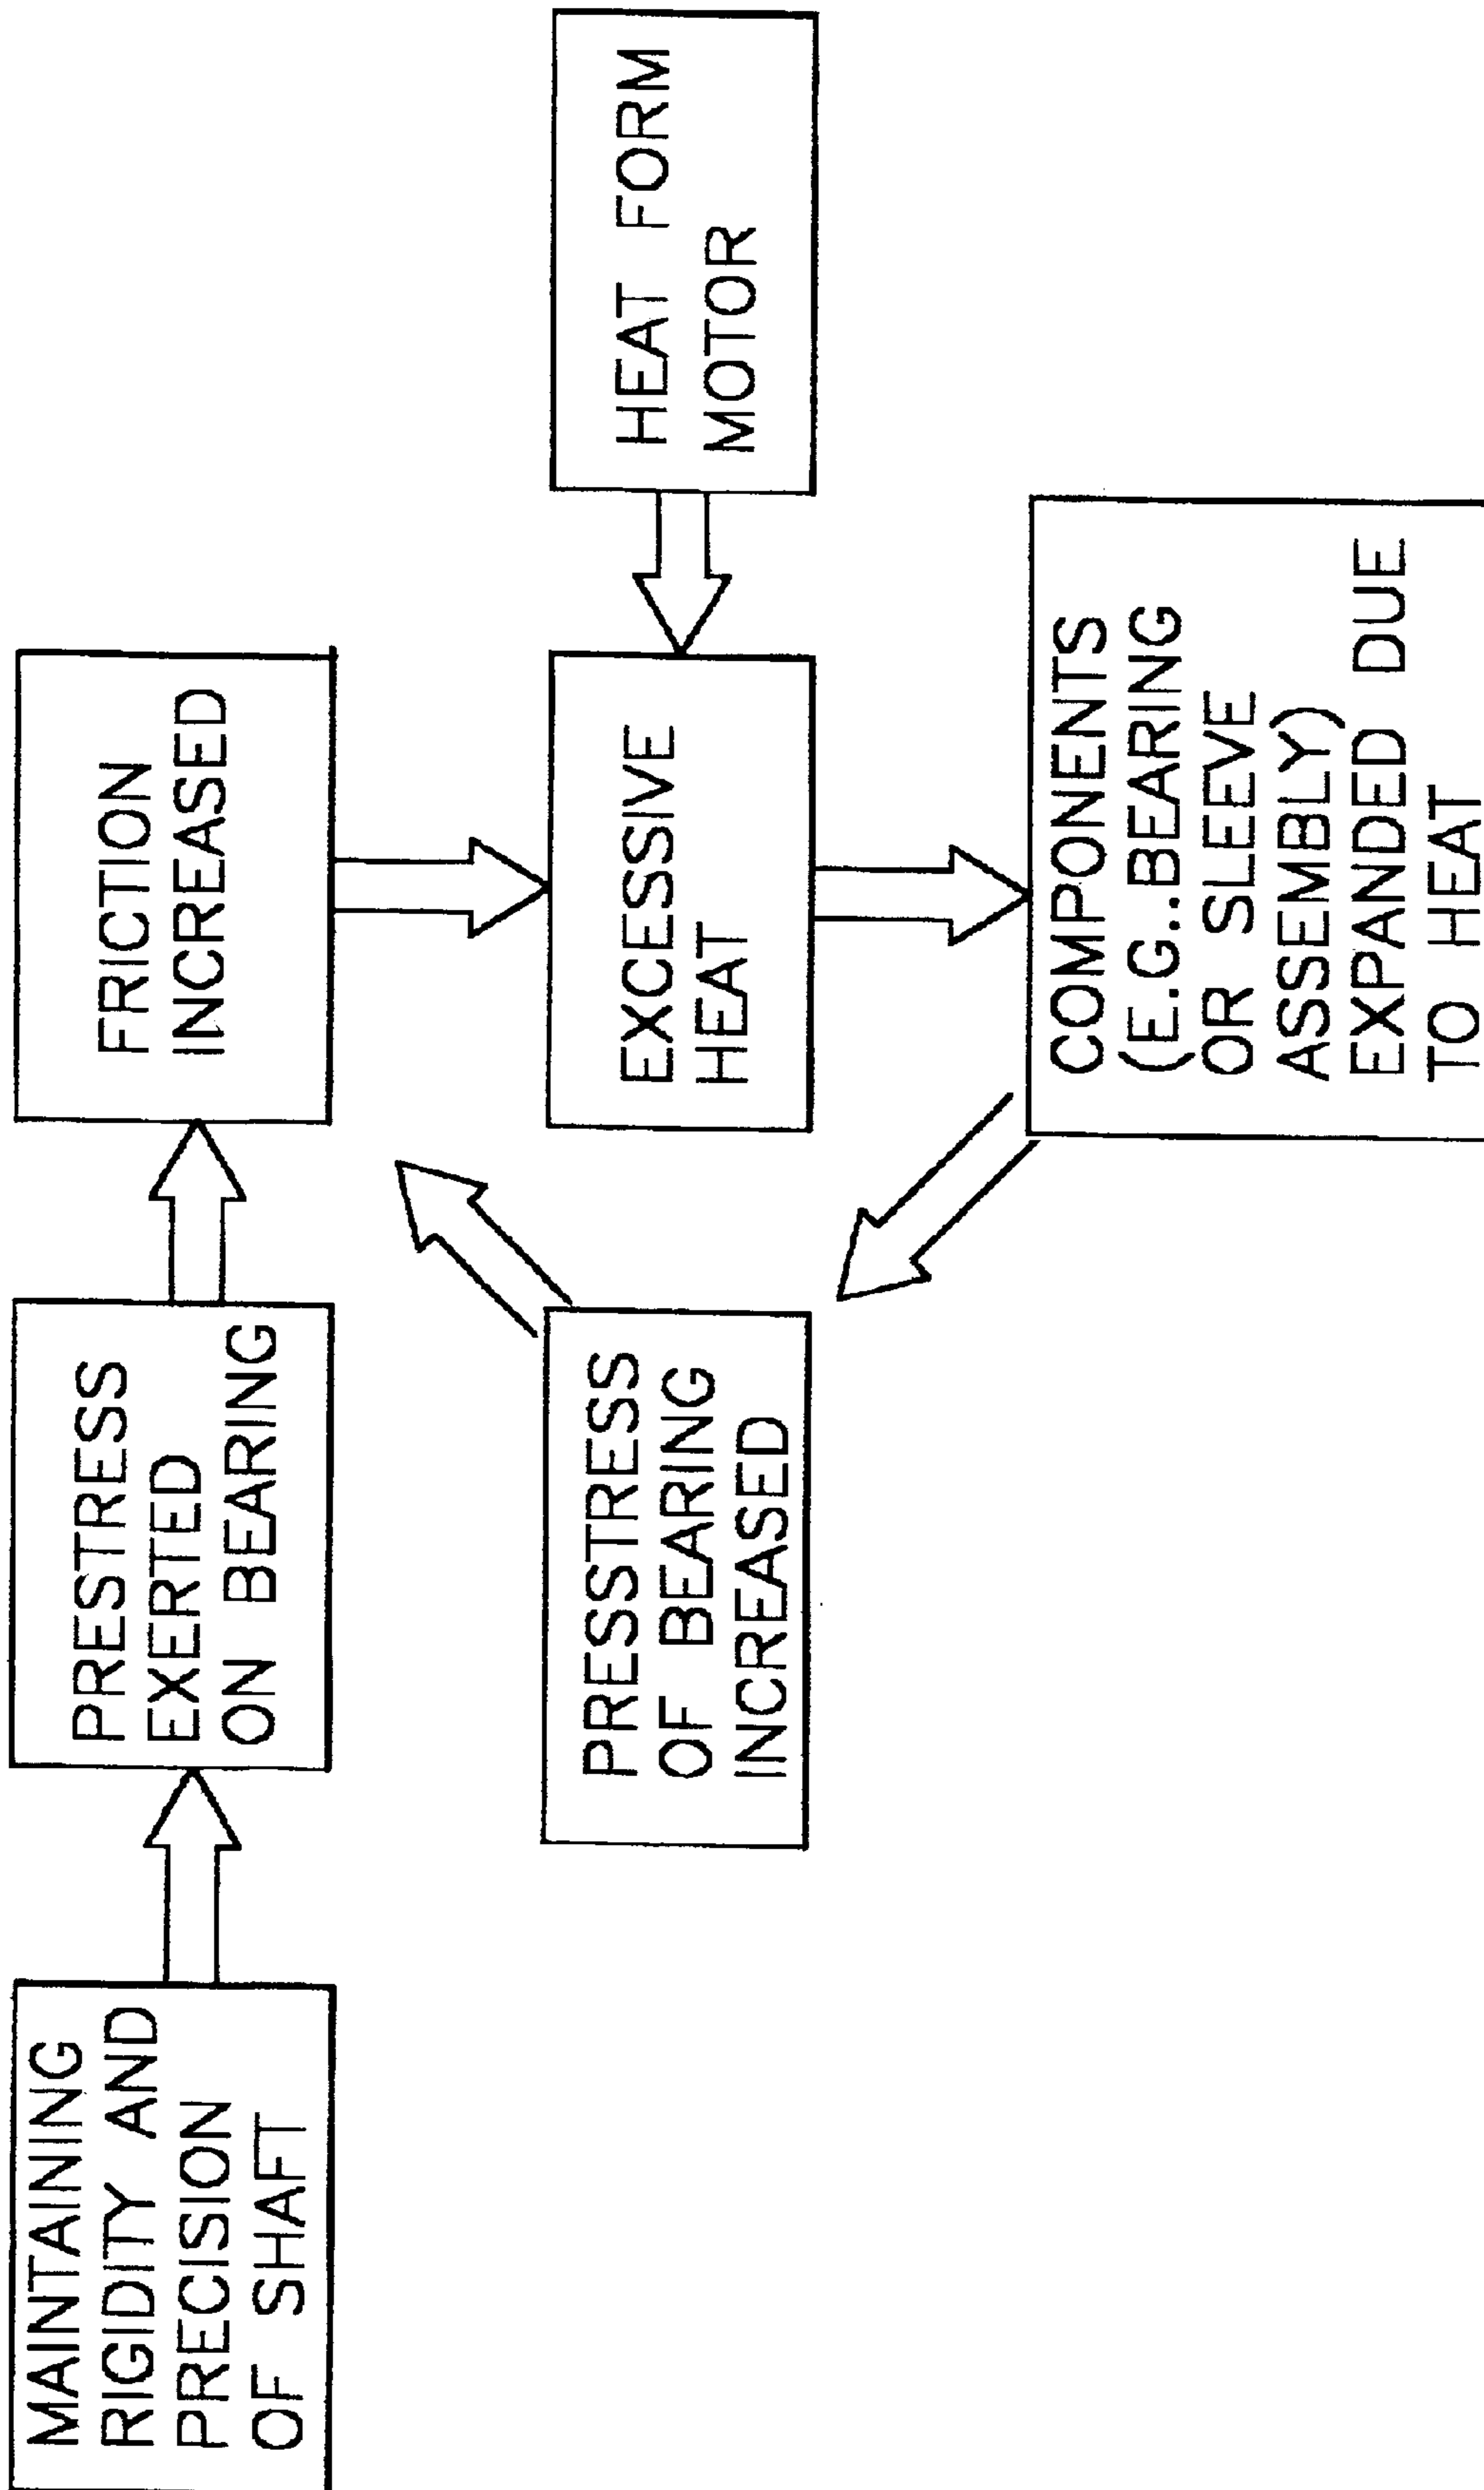 MAINTAINING
RIGIDITY AND
PRECISION
OF SHAFT
PRESTRESS
EXERTED
ON BEARING
FRICTION
INCREASED
PRESSTRESS
OF BEARING
INCREASED
EXCESSIVE
HEAT
HEAT FORM
MOTOR
COMPONENTS
(E.G..BEARING
OR SLEEVE
ASSEMBLY)
EXPANDED DUE
TO HEAT